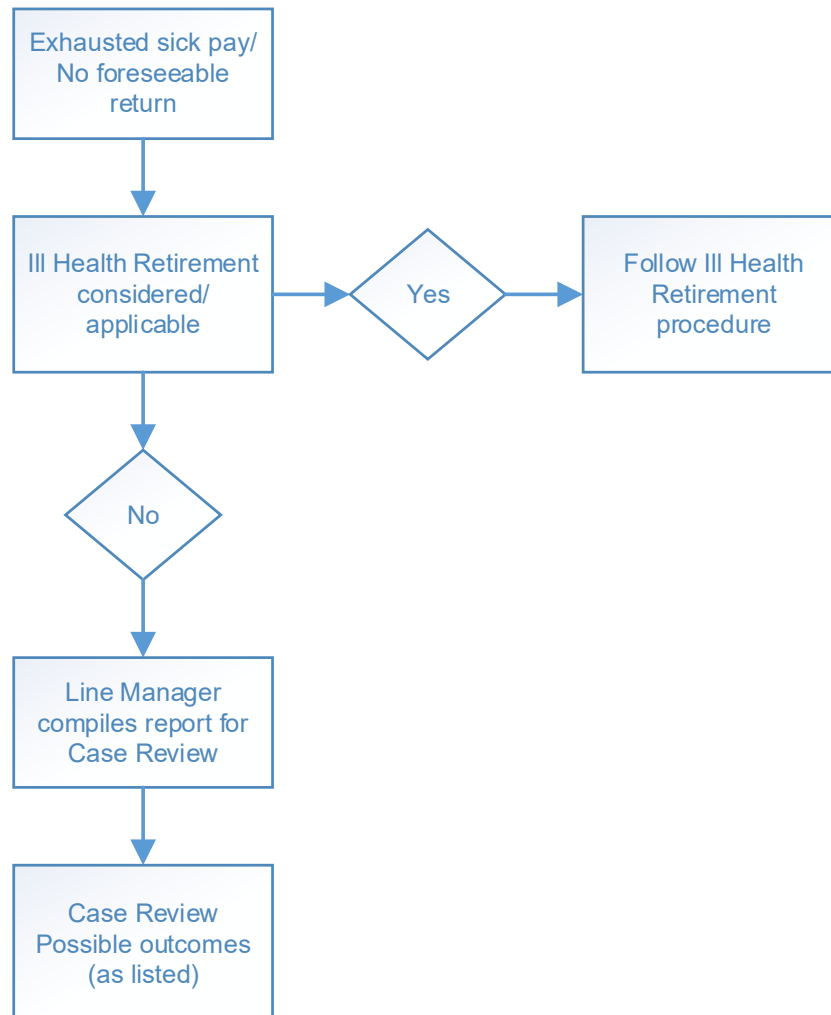 Exhausted sick pay/
No foreseeable
return
Ill Health Retirement
considered/
applicable
Yes
Follow Ill Health
Retirement
procedure
No
Line Manager
compiles report for
Case Review
Case Review
Possible outcomes
(as listed)